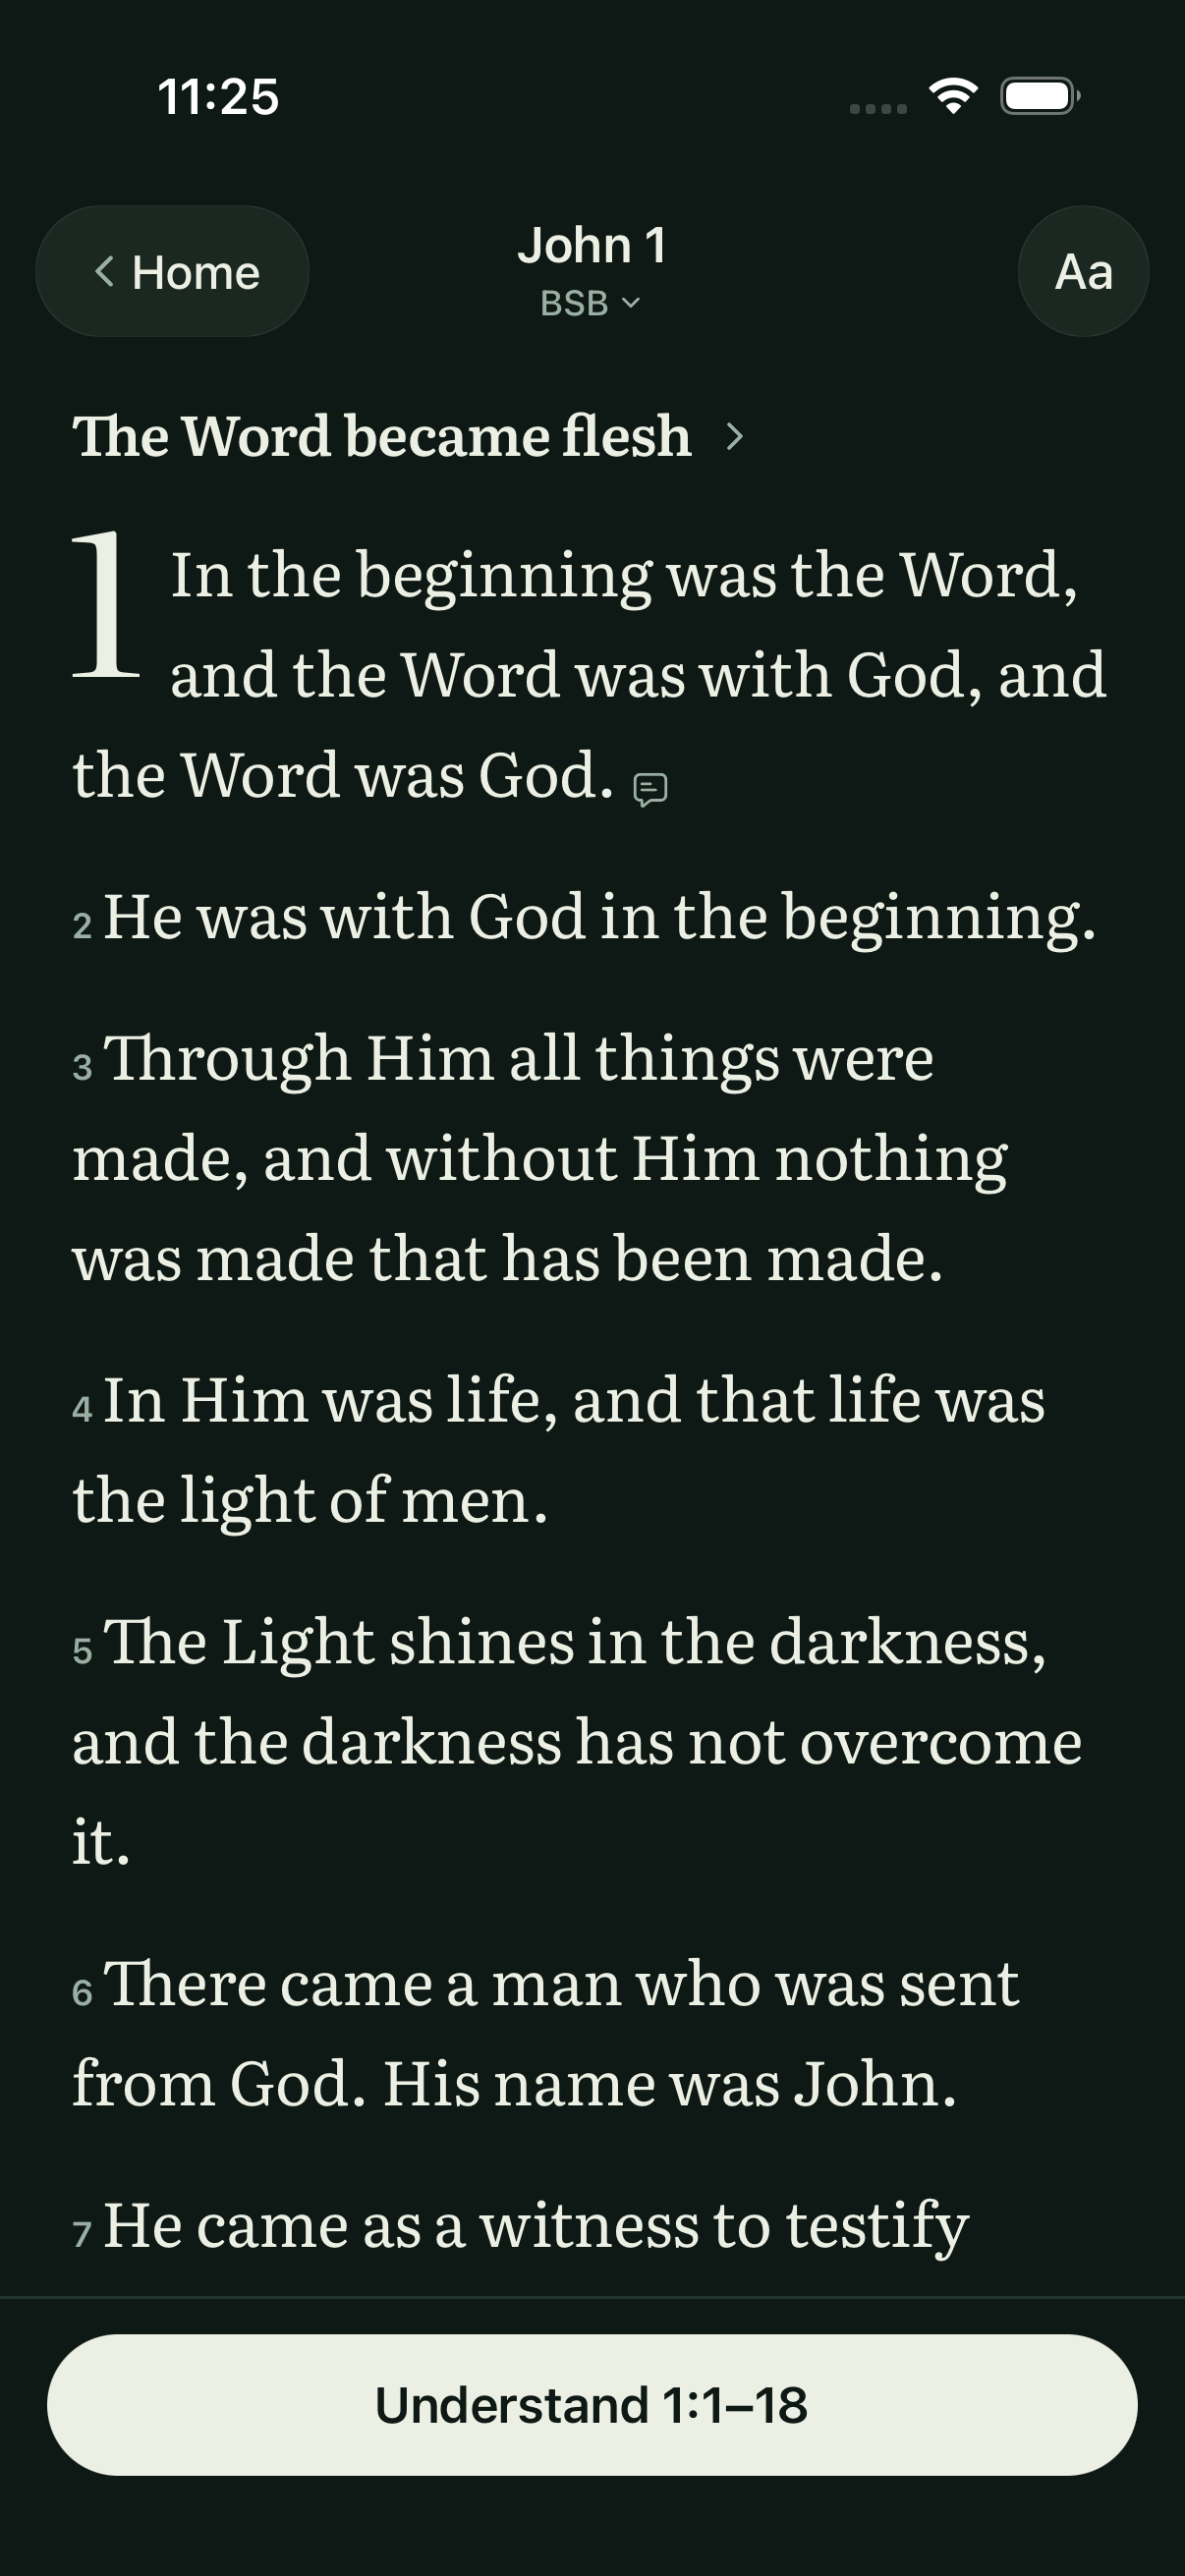 11:25
Home
John 1
BSB
Aa
The Word became flesh
1 In the beginning was the Word,
and the Word was with God, and
the Word was God.
2 He was with God in the beginning.
3 Through Him all things were
made, and without Him nothing
was made that has been made.
4 In Him was life, and that life was
the light of men.
5 The Light shines in the darkness,
and the darkness has not overcome
it.
6 There came a man who was sent
from God. His name was John.
7 He came as a witness to testify
Understand 1:1–18